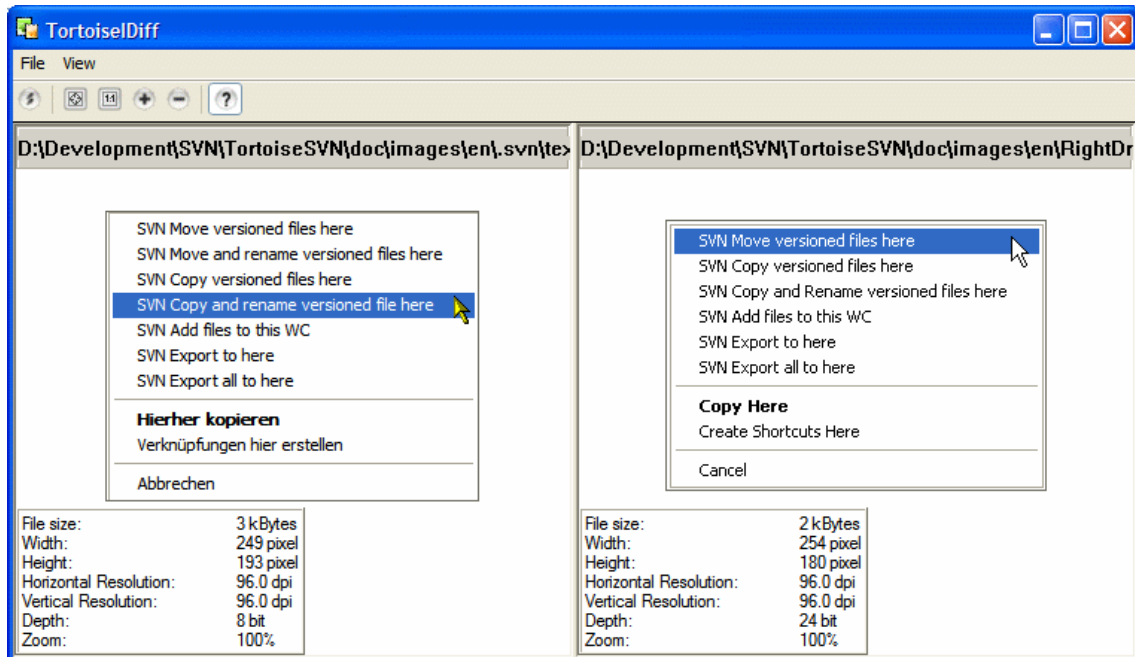 TortoiseIDiff
File View
1:1 ?
D:\Development\SVN\TortoiseSVN\doc\images\en\.svn\tex
SVN Move versioned files here
SVN Move and rename versioned files here
SVN Copy versioned files here
SVN Copy and rename versioned file here
SVN Add files to this WC
SVN Export to here
SVN Export all to here
Hierher kopieren
Verknüpfungen hier erstellen
Abbrechen
File size: 3 kBytes
Width: 249 pixel
Height: 193 pixel
Horizontal Resolution: 96.0 dpi
Vertical Resolution: 96.0 dpi
Depth: 8 bit
Zoom: 100%
D:\Development\SVN\TortoiseSVN\doc\images\en\RightDr
SVN Move versioned files here
SVN Copy versioned files here
SVN Copy and Rename versioned files here
SVN Add files to this WC
SVN Export to here
SVN Export all to here
Copy Here
Create Shortcuts Here
Cancel
File size: 2 kBytes
Width: 254 pixel
Height: 180 pixel
Horizontal Resolution: 96.0 dpi
Vertical Resolution: 96.0 dpi
Depth: 24 bit
Zoom: 100%